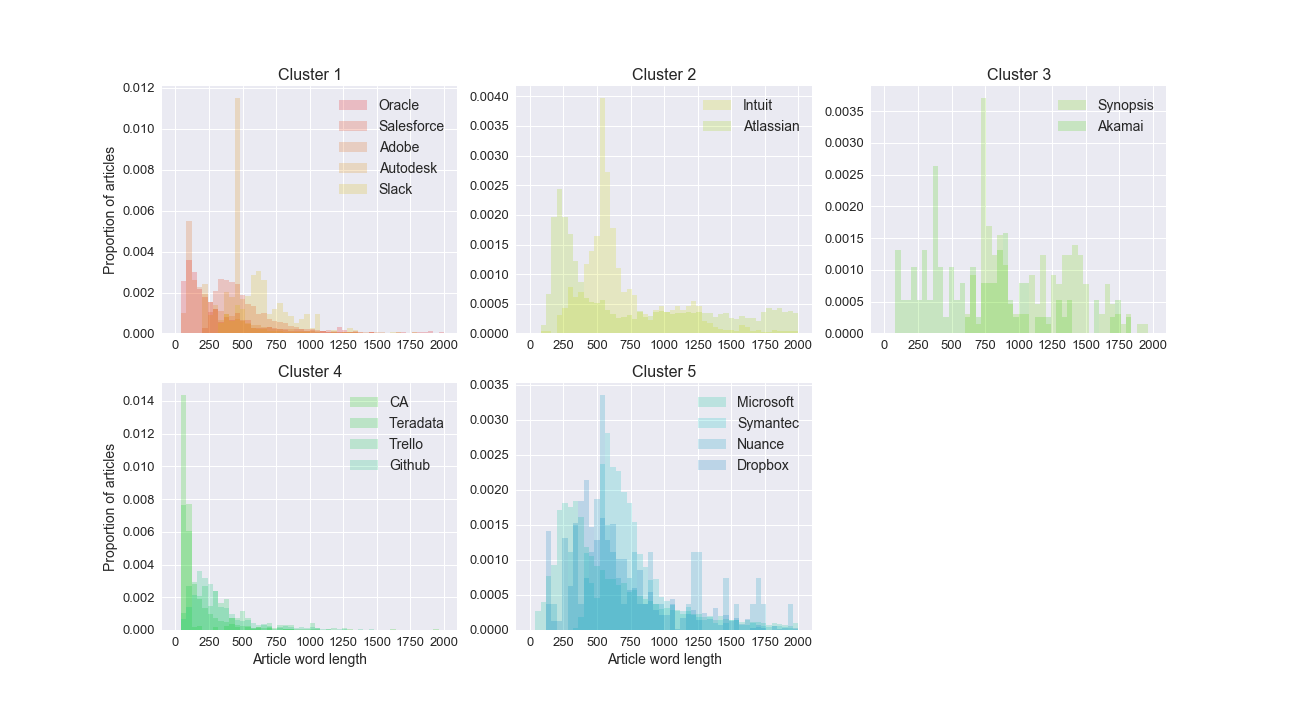 Cluster 1
Proportion of articles
0.012
0.010
0.008
0.006
0.004
0.002
0.000
Oracle
Salesforce
Adobe
Autodesk
Slack
0 250 500 750 1000 1250 1500 1750 2000
Cluster 2
0.0040
0.0035
0.0030
0.0025
0.0020
0.0015
0.0010
0.0005
0.0000
Intuit
Atlassian
0 250 500 750 1000 1250 1500 1750 2000
Cluster 3
0.0035
0.0030
0.0025
0.0020
0.0015
0.0010
0.0005
0.0000
Synopsis
Akamai
0 250 500 750 1000 1250 1500 1750 2000
Cluster 4
Proportion of articles
0.014
0.012
0.010
0.008
0.006
0.004
0.002
0.000
CA
Teradata
Trello
Github
0 250 500 750 1000 1250 1500 1750 2000
Article word length
Cluster 5
0.0035
0.0030
0.0025
0.0020
0.0015
0.0010
0.0005
0.0000
Microsoft
Symantec
Nuance
Dropbox
0 250 500 750 1000 1250 1500 1750 2000
Article word length